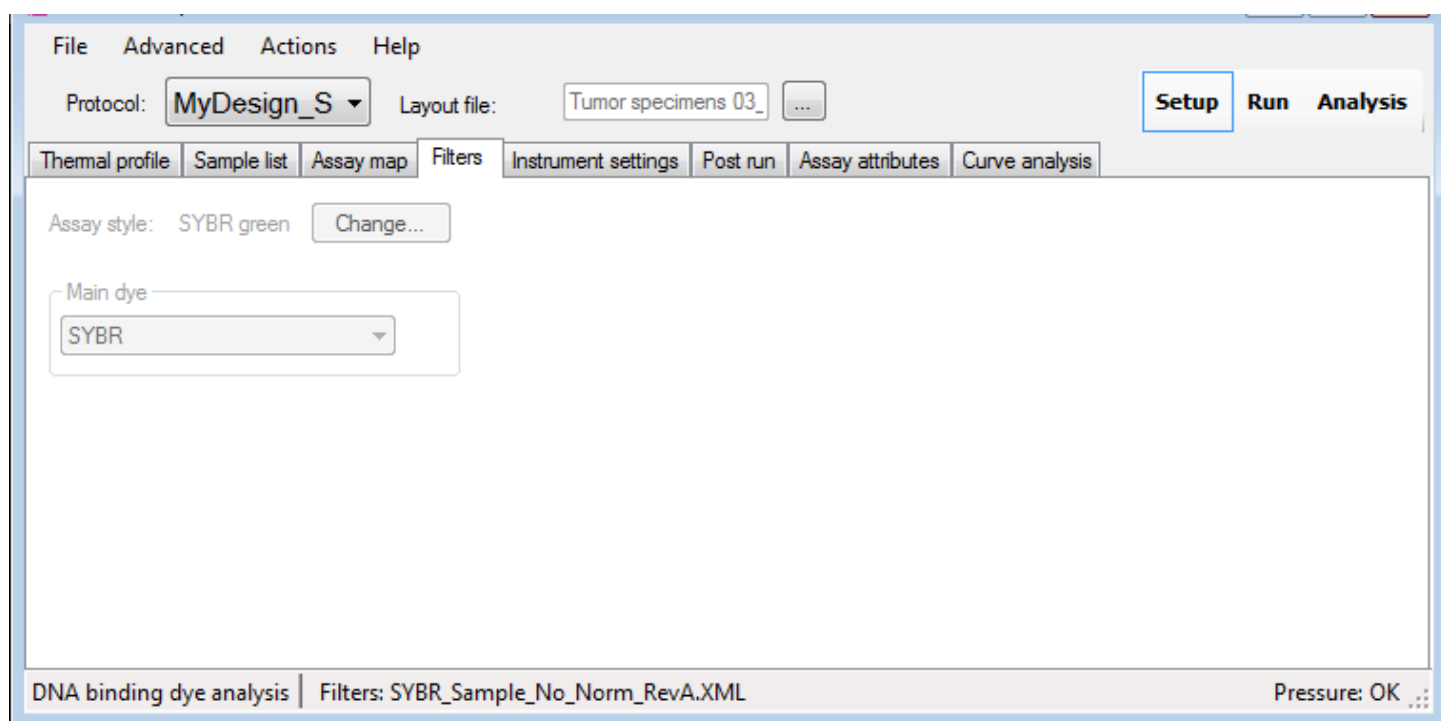 File Advanced Actions Help
Protocol: MyDesign_S Layout file: Tumor specimens 03_ ... Setup Run Analysis
Thermal profile Sample list Assay map Filters Instrument settings Post run Assay attributes Curve analysis
Assay style: SYBR green Change...
Main dye
SYBR
DNA binding dye analysis Filters: SYBR_Sample_No_Norm_RevA.XML Pressure: OK